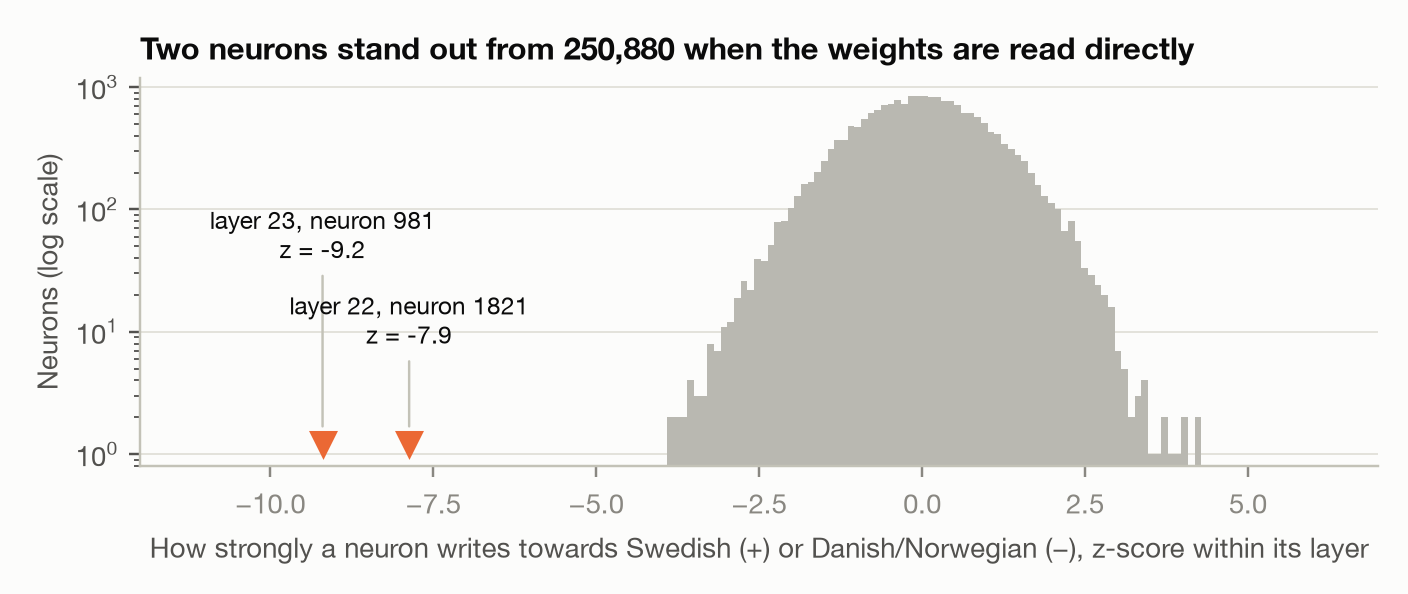 Two neurons stand out from 250,880 when the weights are read directly
Neurons (log scale)
10³
10²
10¹
10⁰
layer 23, neuron 981
z = -9.2
layer 22, neuron 1821
z = -7.9
−10.0 −7.5 −5.0 −2.5 0.0 2.5 5.0
How strongly a neuron writes towards Swedish (+) or Danish/Norwegian (−), z-score within its layer